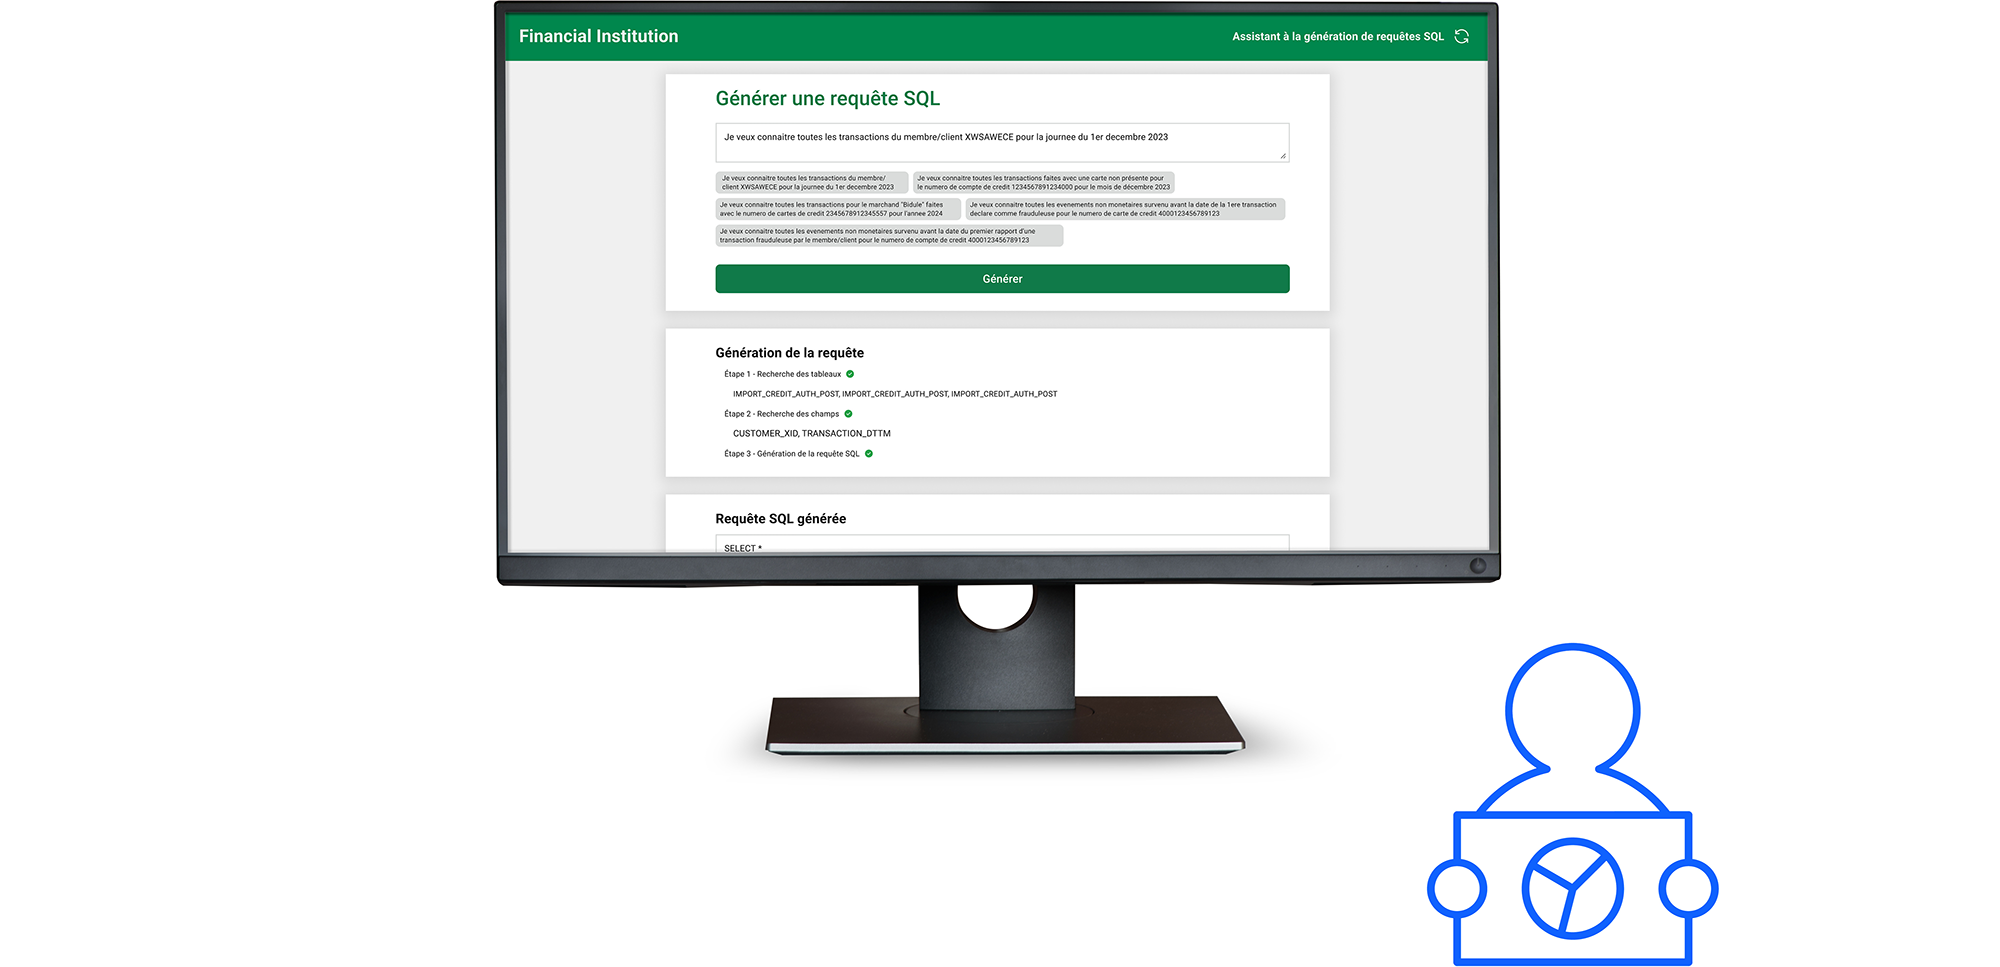 Financial Institution
Assistant à la génération de requêtes SQL
Générer une requête SQL
Je veux connaitre toutes les transactions du membre/client XWSAWECE pour la journee du 1er decembre 2023
Je veux connaitre toutes les transactions du membre/
client XWSAWECE pour la journee du 1er decembre 2023
Je veux connaitre toutes les transactions faites avec une carte non présente pour
le numero de compte de credit 1234567891234000 pour le mois de décembre 2023
Je veux connaitre toutes les transactions pour le marchand "Bidule" faites
avec le numero de cartes de credit 2345678912345557 pour l'annee 2024
Je veux connaitre toutes les evenements non monetaires survenu avant la date de la 1ere transaction
declare comme frauduleuse pour le numero de carte de credit 4000123456789123
Je veux connaitre toutes les evenements non monetaires survenu avant la date du premier rapport d'une
transaction frauduleuse par le membre/client pour le numero de compte de credit 4000123456789123
Générer
Génération de la requête
Étape 1 - Recherche des tableaux
IMPORT_CREDIT_AUTH_POST, IMPORT_CREDIT_AUTH_POST, IMPORT_CREDIT_AUTH_POST
Étape 2 - Recherche des champs
CUSTOMER_XID, TRANSACTION_DTTM
Étape 3 - Génération de la requête SQL
Requête SQL générée
SELECT *